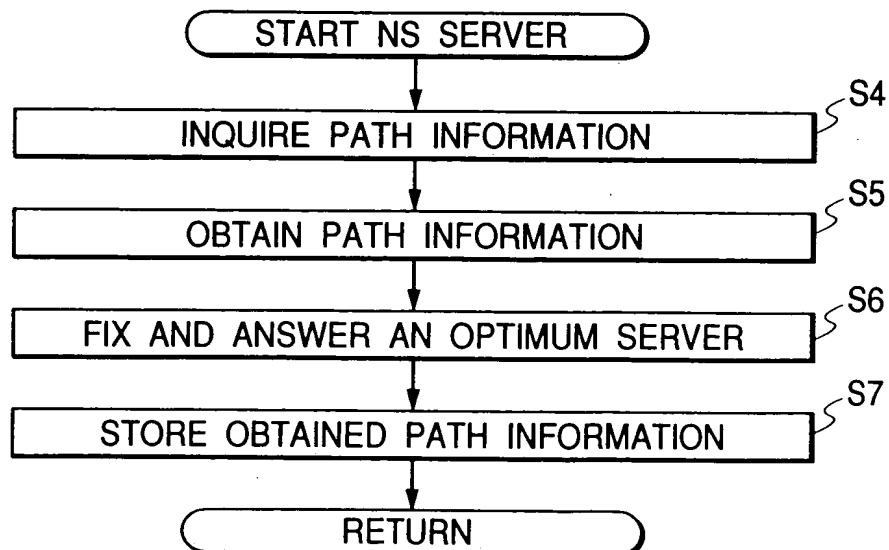 START NS SERVER
S4
INQUIRE PATH INFORMATION
S5
OBTAIN PATH INFORMATION
S6
FIX AND ANSWER AN OPTIMUM SERVER
S7
STORE OBTAINED PATH INFORMATION
RETURN